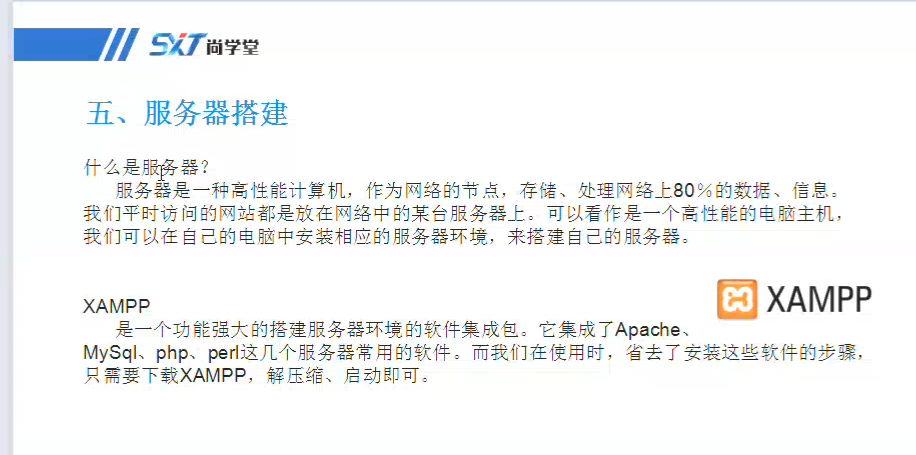 SXT尚学堂
五、服务器搭建
什么是服务器？
服务器是一种高性能计算机，作为网络的节点，存储、处理网络上80％的数据、信息。
我们平时访问的网站都是放在网络中的某台服务器上。可以看作是一个高性能的电脑主机，
我们可以在自己的电脑中安装相应的服务器环境，来搭建自己的服务器。
XAMPP
XAMPP
是一个功能强大的搭建服务器环境的软件集成包。它集成了Apache、
MySql、php、perl这几个服务器常用的软件。而我们在使用时，省去了安装这些软件的步骤，
只需要下载XAMPP，解压缩、启动即可。